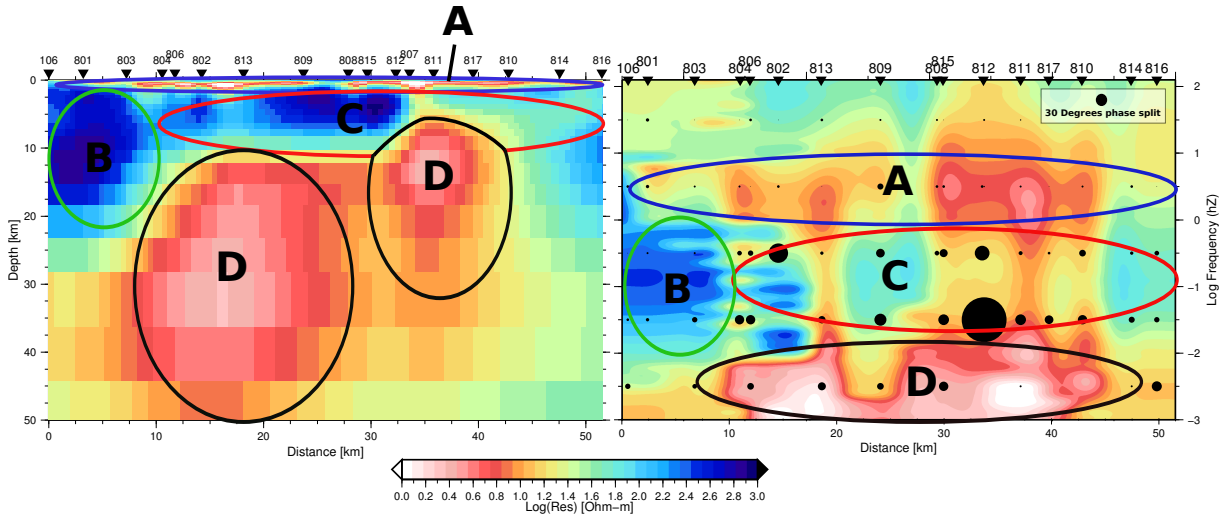 A
106 801 803 804 806 802 813 809 808 815 812 807 811 817 810 814 816
0
10
20
30
40
50
Depth [km]
B
C
D
D
0 10 20 30 40 50
Distance [km]
106 801 803 804 806 802 813 809 808 815 812 811 817 810 814 816
30 Degrees phase split
A
B
C
D
2
1
0
−1
−2
−3
Log Frequency (hZ)
0 10 20 30 40 50
Distance [km]
0.0 0.2 0.4 0.6 0.8 1.0 1.2 1.4 1.6 1.8 2.0 2.2 2.4 2.6 2.8 3.0
Log(Res) [Ohm−m]